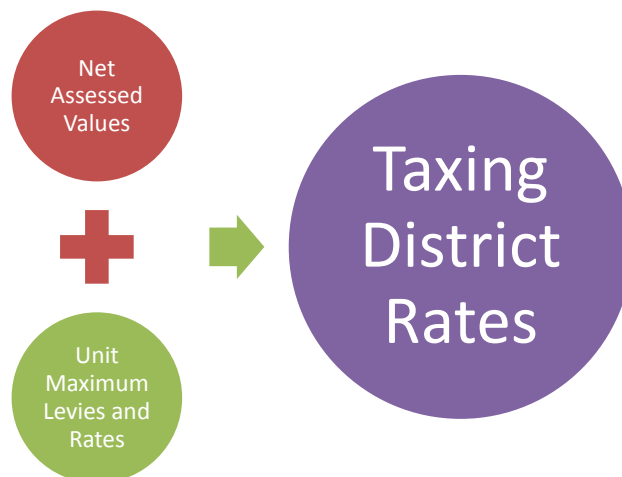 Net
Assessed
Values
Unit
Maximum
Levies and
Rates
Taxing
District
Rates